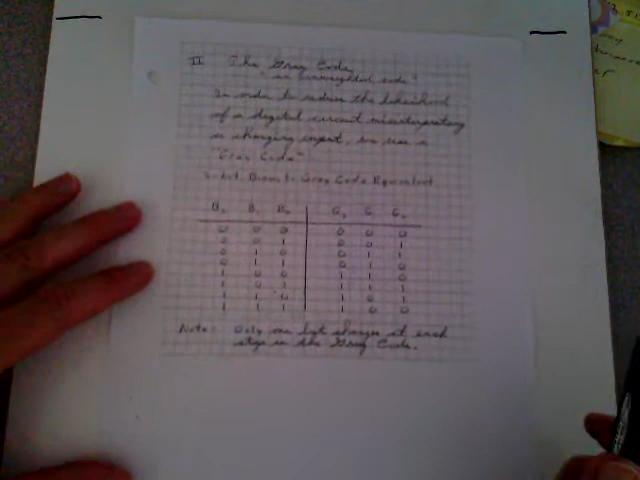 II The Gray Code
"an unweighted code"
In order to reduce the likelihood
of a digital circuit misinterpreting
a changing input, we use a
"Gray Code"
3-bit Binary to Gray Code Equivalent
B₂ B₁ B₀ G₂ G₁ G₀
0 0 0 0 0 0
0 0 1 0 0 1
0 1 0 0 1 1
0 1 1 0 1 0
1 0 0 1 1 0
1 0 1 1 1 1
1 1 0 1 0 1
1 1 1 1 0 0
Note: Only one bit changes at each
stage in the Gray Code.